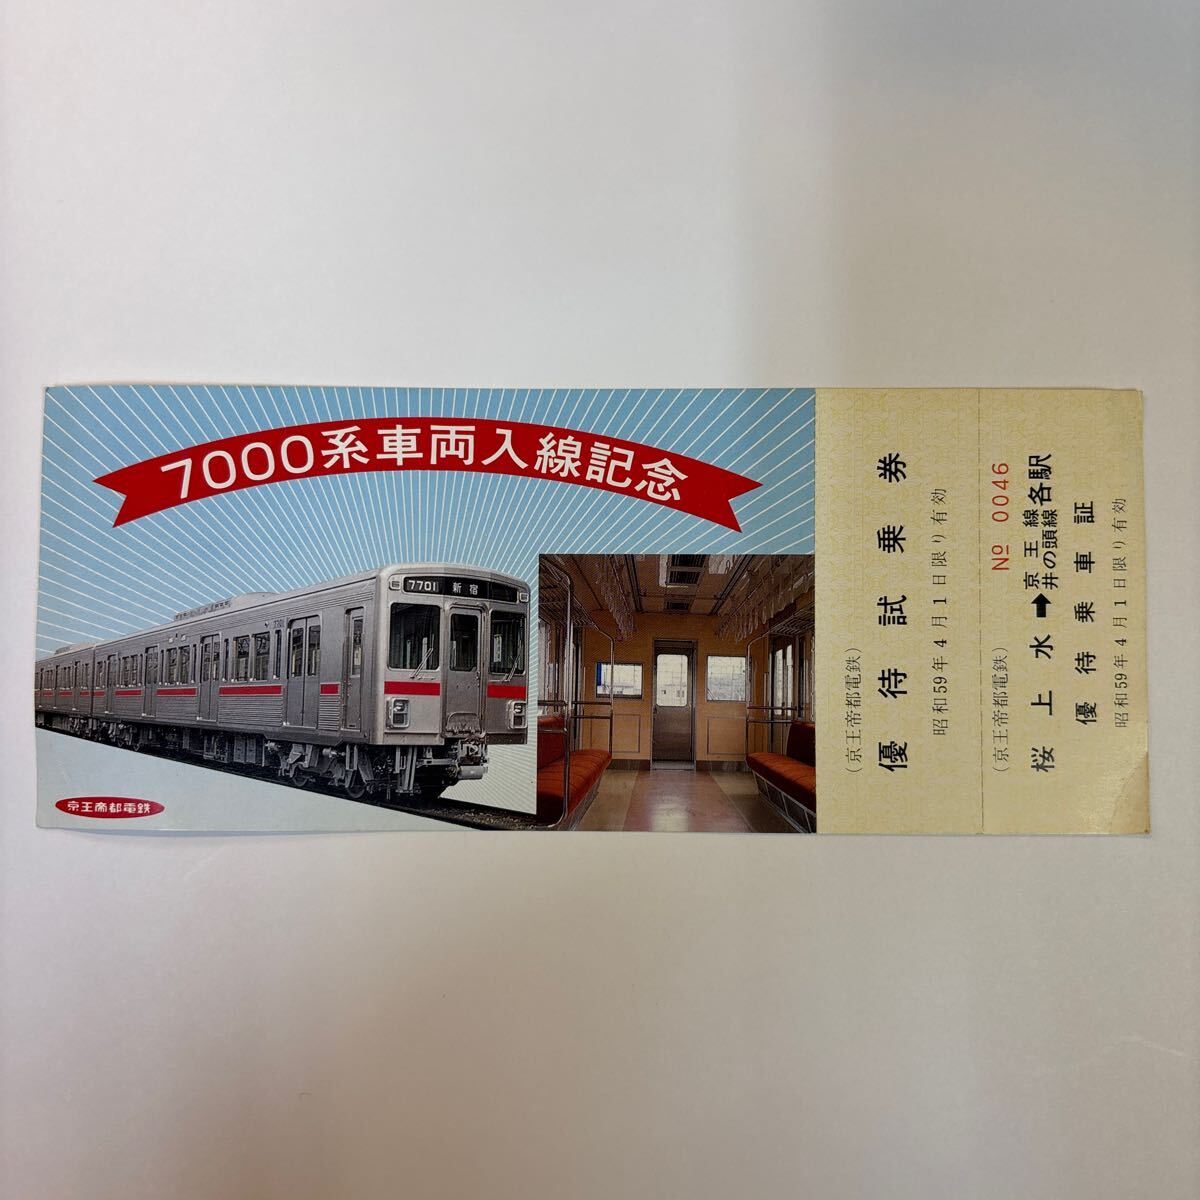 7000系車両入線記念
7701
新宿
7701
京王帝都電鉄
(京王帝都電鉄)
優待試乗券
昭和59年4月1日限り有効
№ 0046
(京王帝都電鉄)
桜上水➡京王線井の頭線各駅
優待乗車証
昭和59年4月1日限り有効